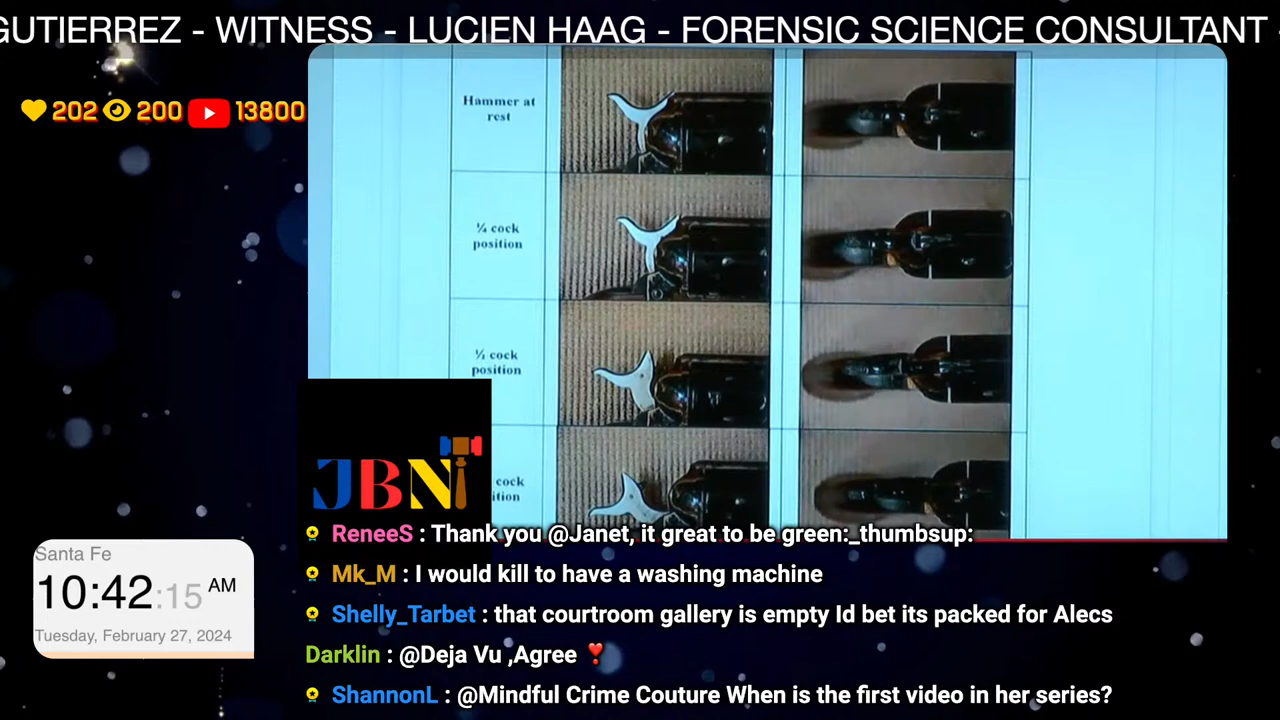 GUTIERREZ - WITNESS - LUCIEN HAAG - FORENSIC SCIENCE CONSULTANT -
202 200 13800
Hammer at
rest
¼ cock
position
½ cock
position
cock
ition
JBN
Santa Fe
10:42:15 AM
Tuesday, February 27, 2024
ReneeS : Thank you @Janet, it great to be green:_thumbsup:
Mk_M : I would kill to have a washing machine
Shelly_Tarbet : that courtroom gallery is empty Id bet its packed for Alecs
Darklin : @Deja Vu ,Agree ❣️
ShannonL : @Mindful Crime Couture When is the first video in her series?